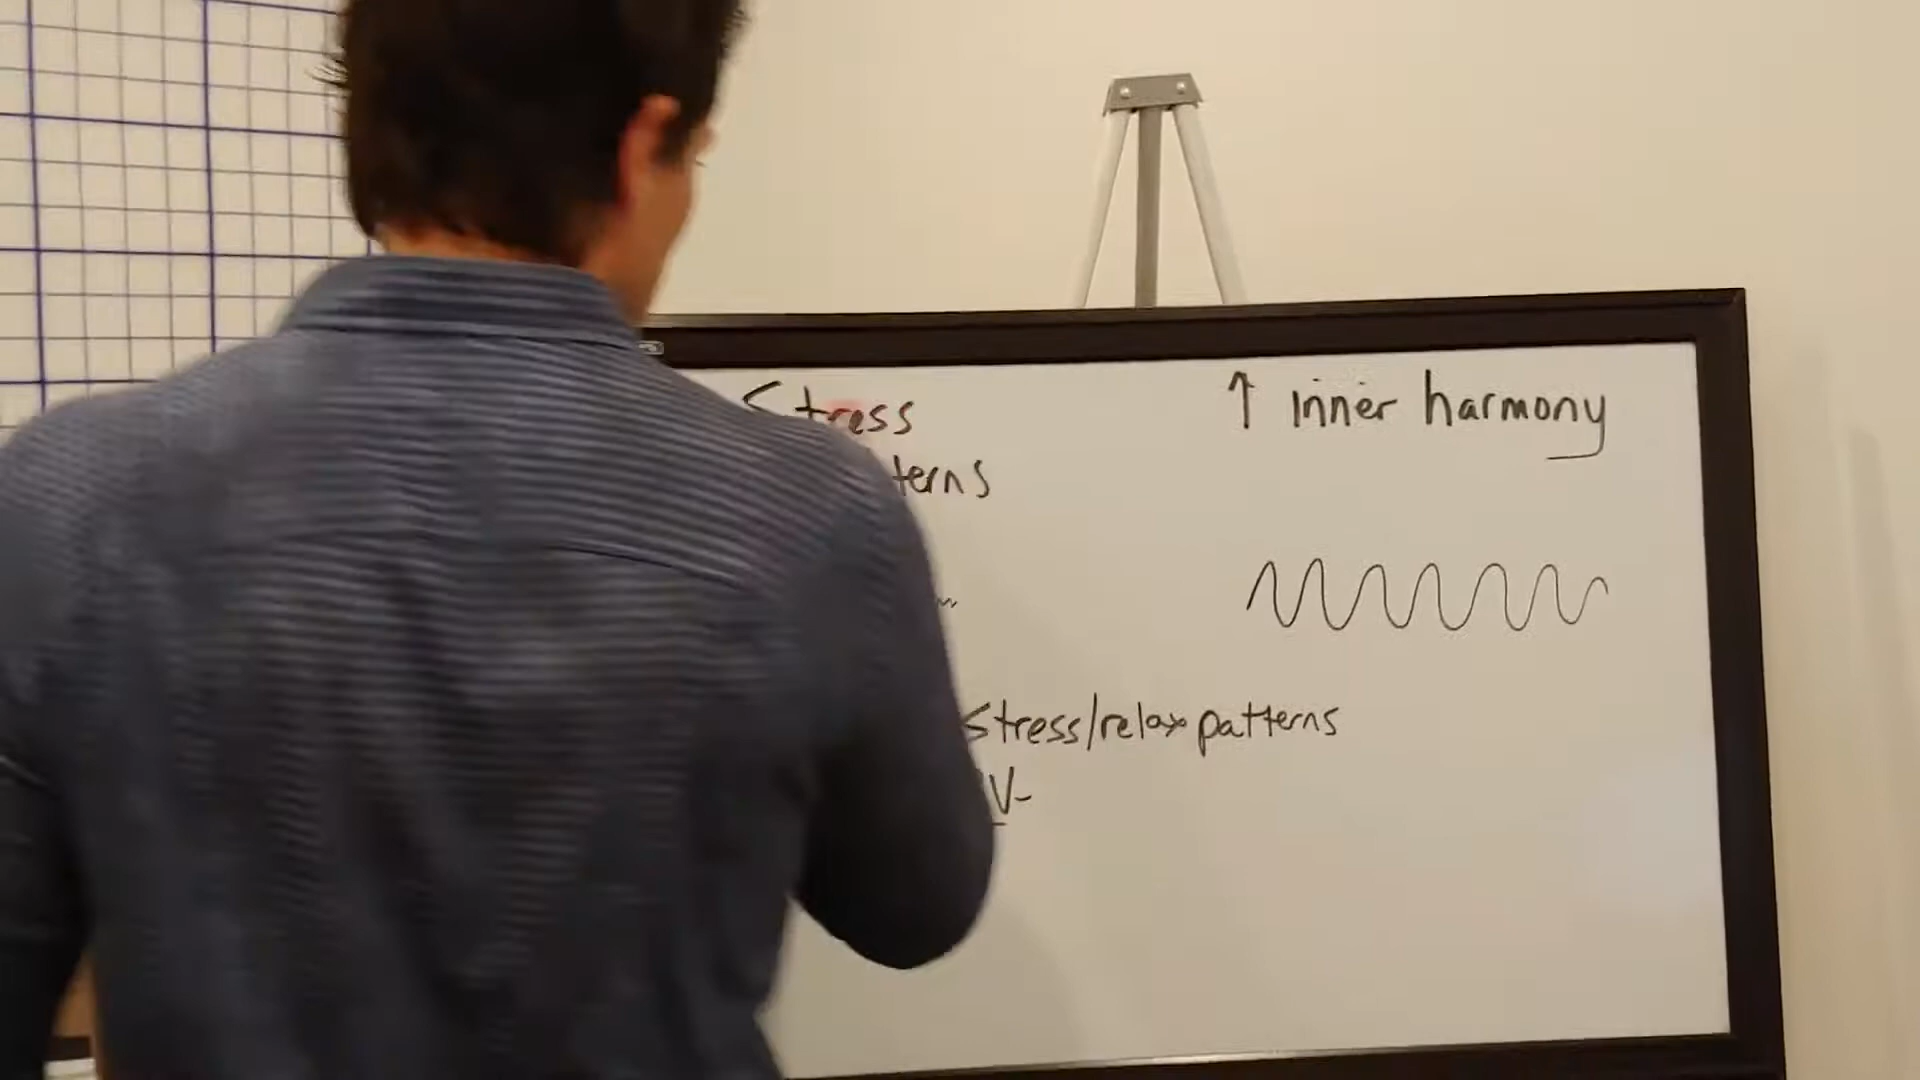 Stress
↑ inner harmony
terns
Stress/relax patterns
V-